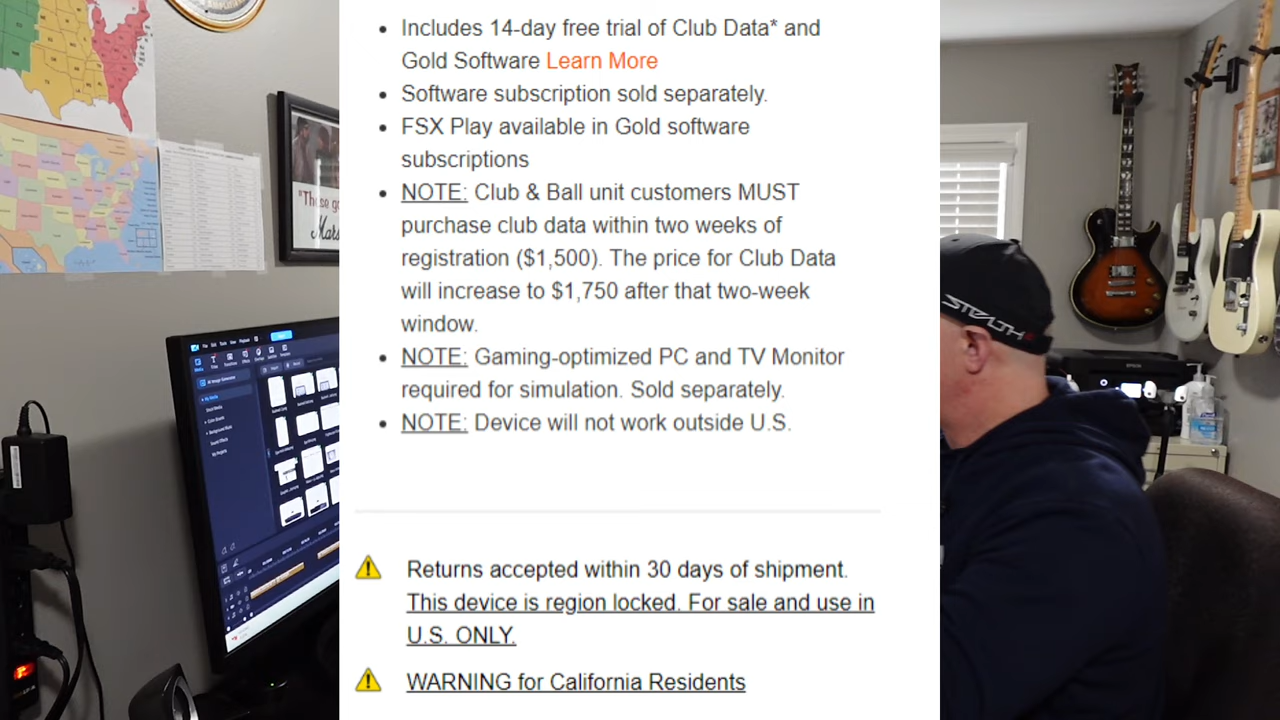 Includes 14-day free trial of Club Data* and
Gold Software Learn More
Software subscription sold separately.
FSX Play available in Gold software
subscriptions
NOTE: Club & Ball unit customers MUST
purchase club data within two weeks of
registration ($1,500). The price for Club Data
will increase to $1,750 after that two-week
window.
NOTE: Gaming-optimized PC and TV Monitor
required for simulation. Sold separately.
NOTE: Device will not work outside U.S.
Returns accepted within 30 days of shipment.
This device is region locked. For sale and use in
U.S. ONLY.
WARNING for California Residents
"These go
Mars
STEALTH
EPSON